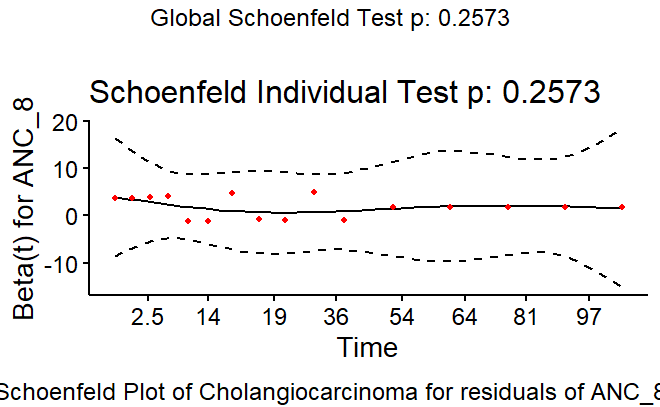 Global Schoenfeld Test p: 0.2573
Schoenfeld Individual Test p: 0.2573
Beta(t) for ANC_8
20
10
0
-10
2.5 14 19 36 54 64 81 97
Time
Schoenfeld Plot of Cholangiocarcinoma for residuals of ANC_8